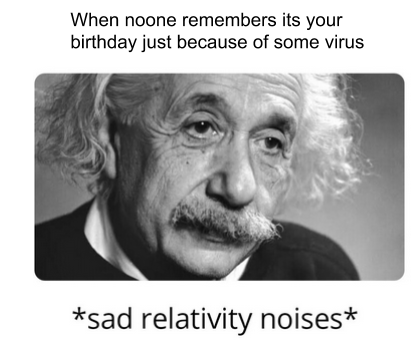 When noone remembers its your
birthday just because of some virus
*sad relativity noises*